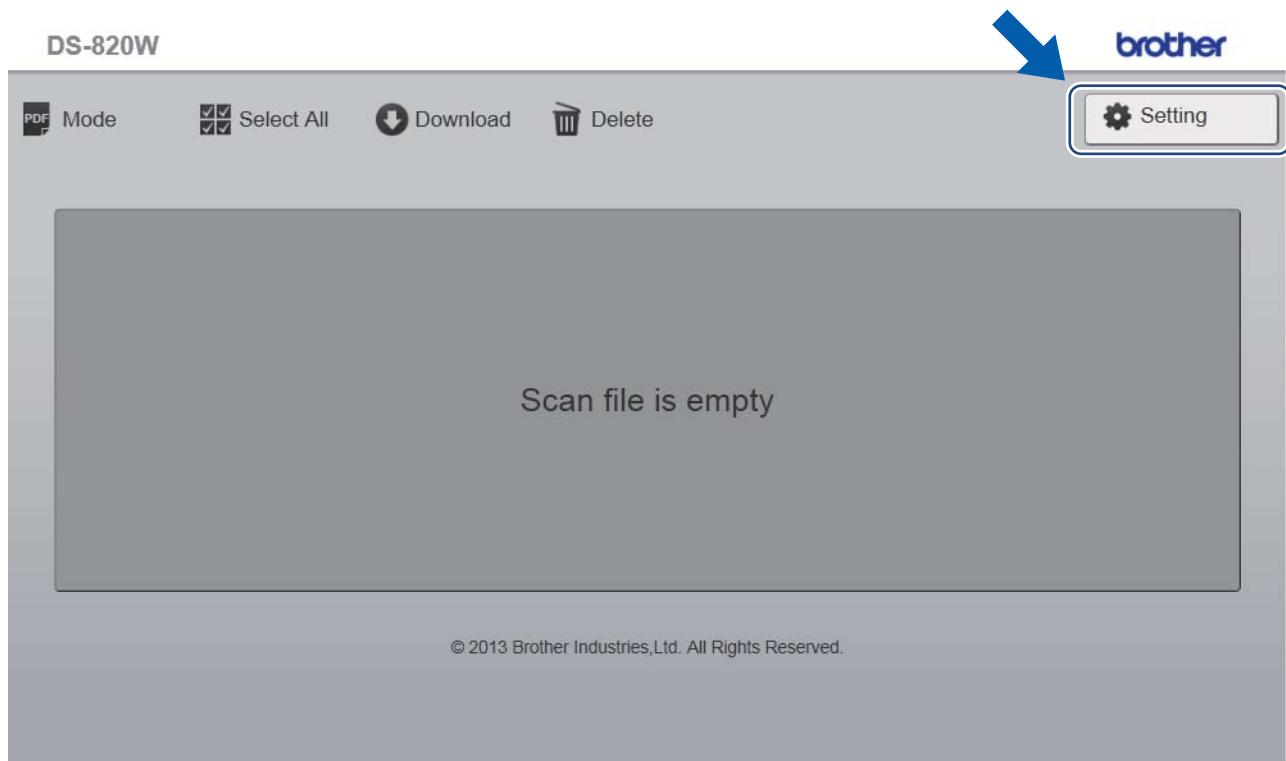 DS-820W
brother
PDF Mode Select All Download Delete Setting
Scan file is empty
© 2013 Brother Industries,Ltd. All Rights Reserved.